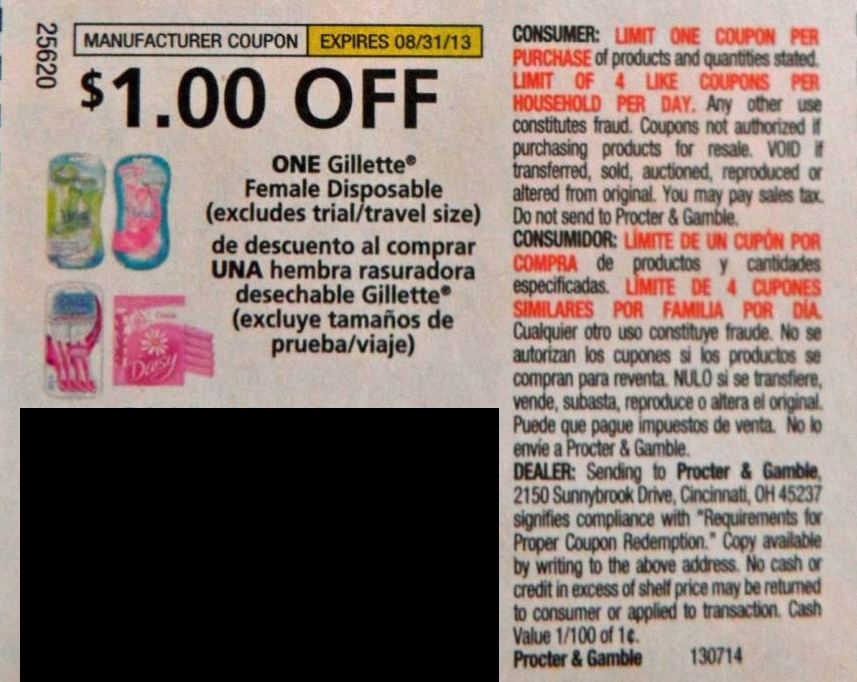 25620
MANUFACTURER COUPON EXPIRES 08/31/13
$1.00 OFF
ONE Gillette®
Female Disposable
(excludes trial/travel size)
de descuento al comprar
UNA hembra rasuradora
desechable Gillette®
(excluye tamaños de
prueba/viaje)
Daisy
CONSUMER: LIMIT ONE COUPON PER
PURCHASE of products and quantities stated.
LIMIT OF 4 LIKE COUPONS PER
HOUSEHOLD PER DAY. Any other use
constitutes fraud. Coupons not authorized if
purchasing products for resale. VOID if
transferred, sold, auctioned, reproduced or
altered from original. You may pay sales tax.
Do not send to Procter & Gamble.
CONSUMIDOR: LÍMITE DE UN CUPÓN POR
COMPRA de productos y cantidades
especificadas. LÍMITE DE 4 CUPONES
SIMILARES POR FAMILIA POR DÍA.
Cualquier otro uso constituye fraude. No se
autorizan los cupones si los productos se
compran para reventa. NULO si se transfiere,
vende, subasta, reproduce o altera el original.
Puede que pague impuestos de venta. No lo
envíe a Procter & Gamble.
DEALER: Sending to Procter & Gamble,
2150 Sunnybrook Drive, Cincinnati, OH 45237
signifies compliance with "Requirements for
Proper Coupon Redemption." Copy available
by writing to the above address. No cash or
credit in excess of shelf price may be returned
to consumer or applied to transaction. Cash
Value 1/100 of 1¢.
Procter & Gamble 130714